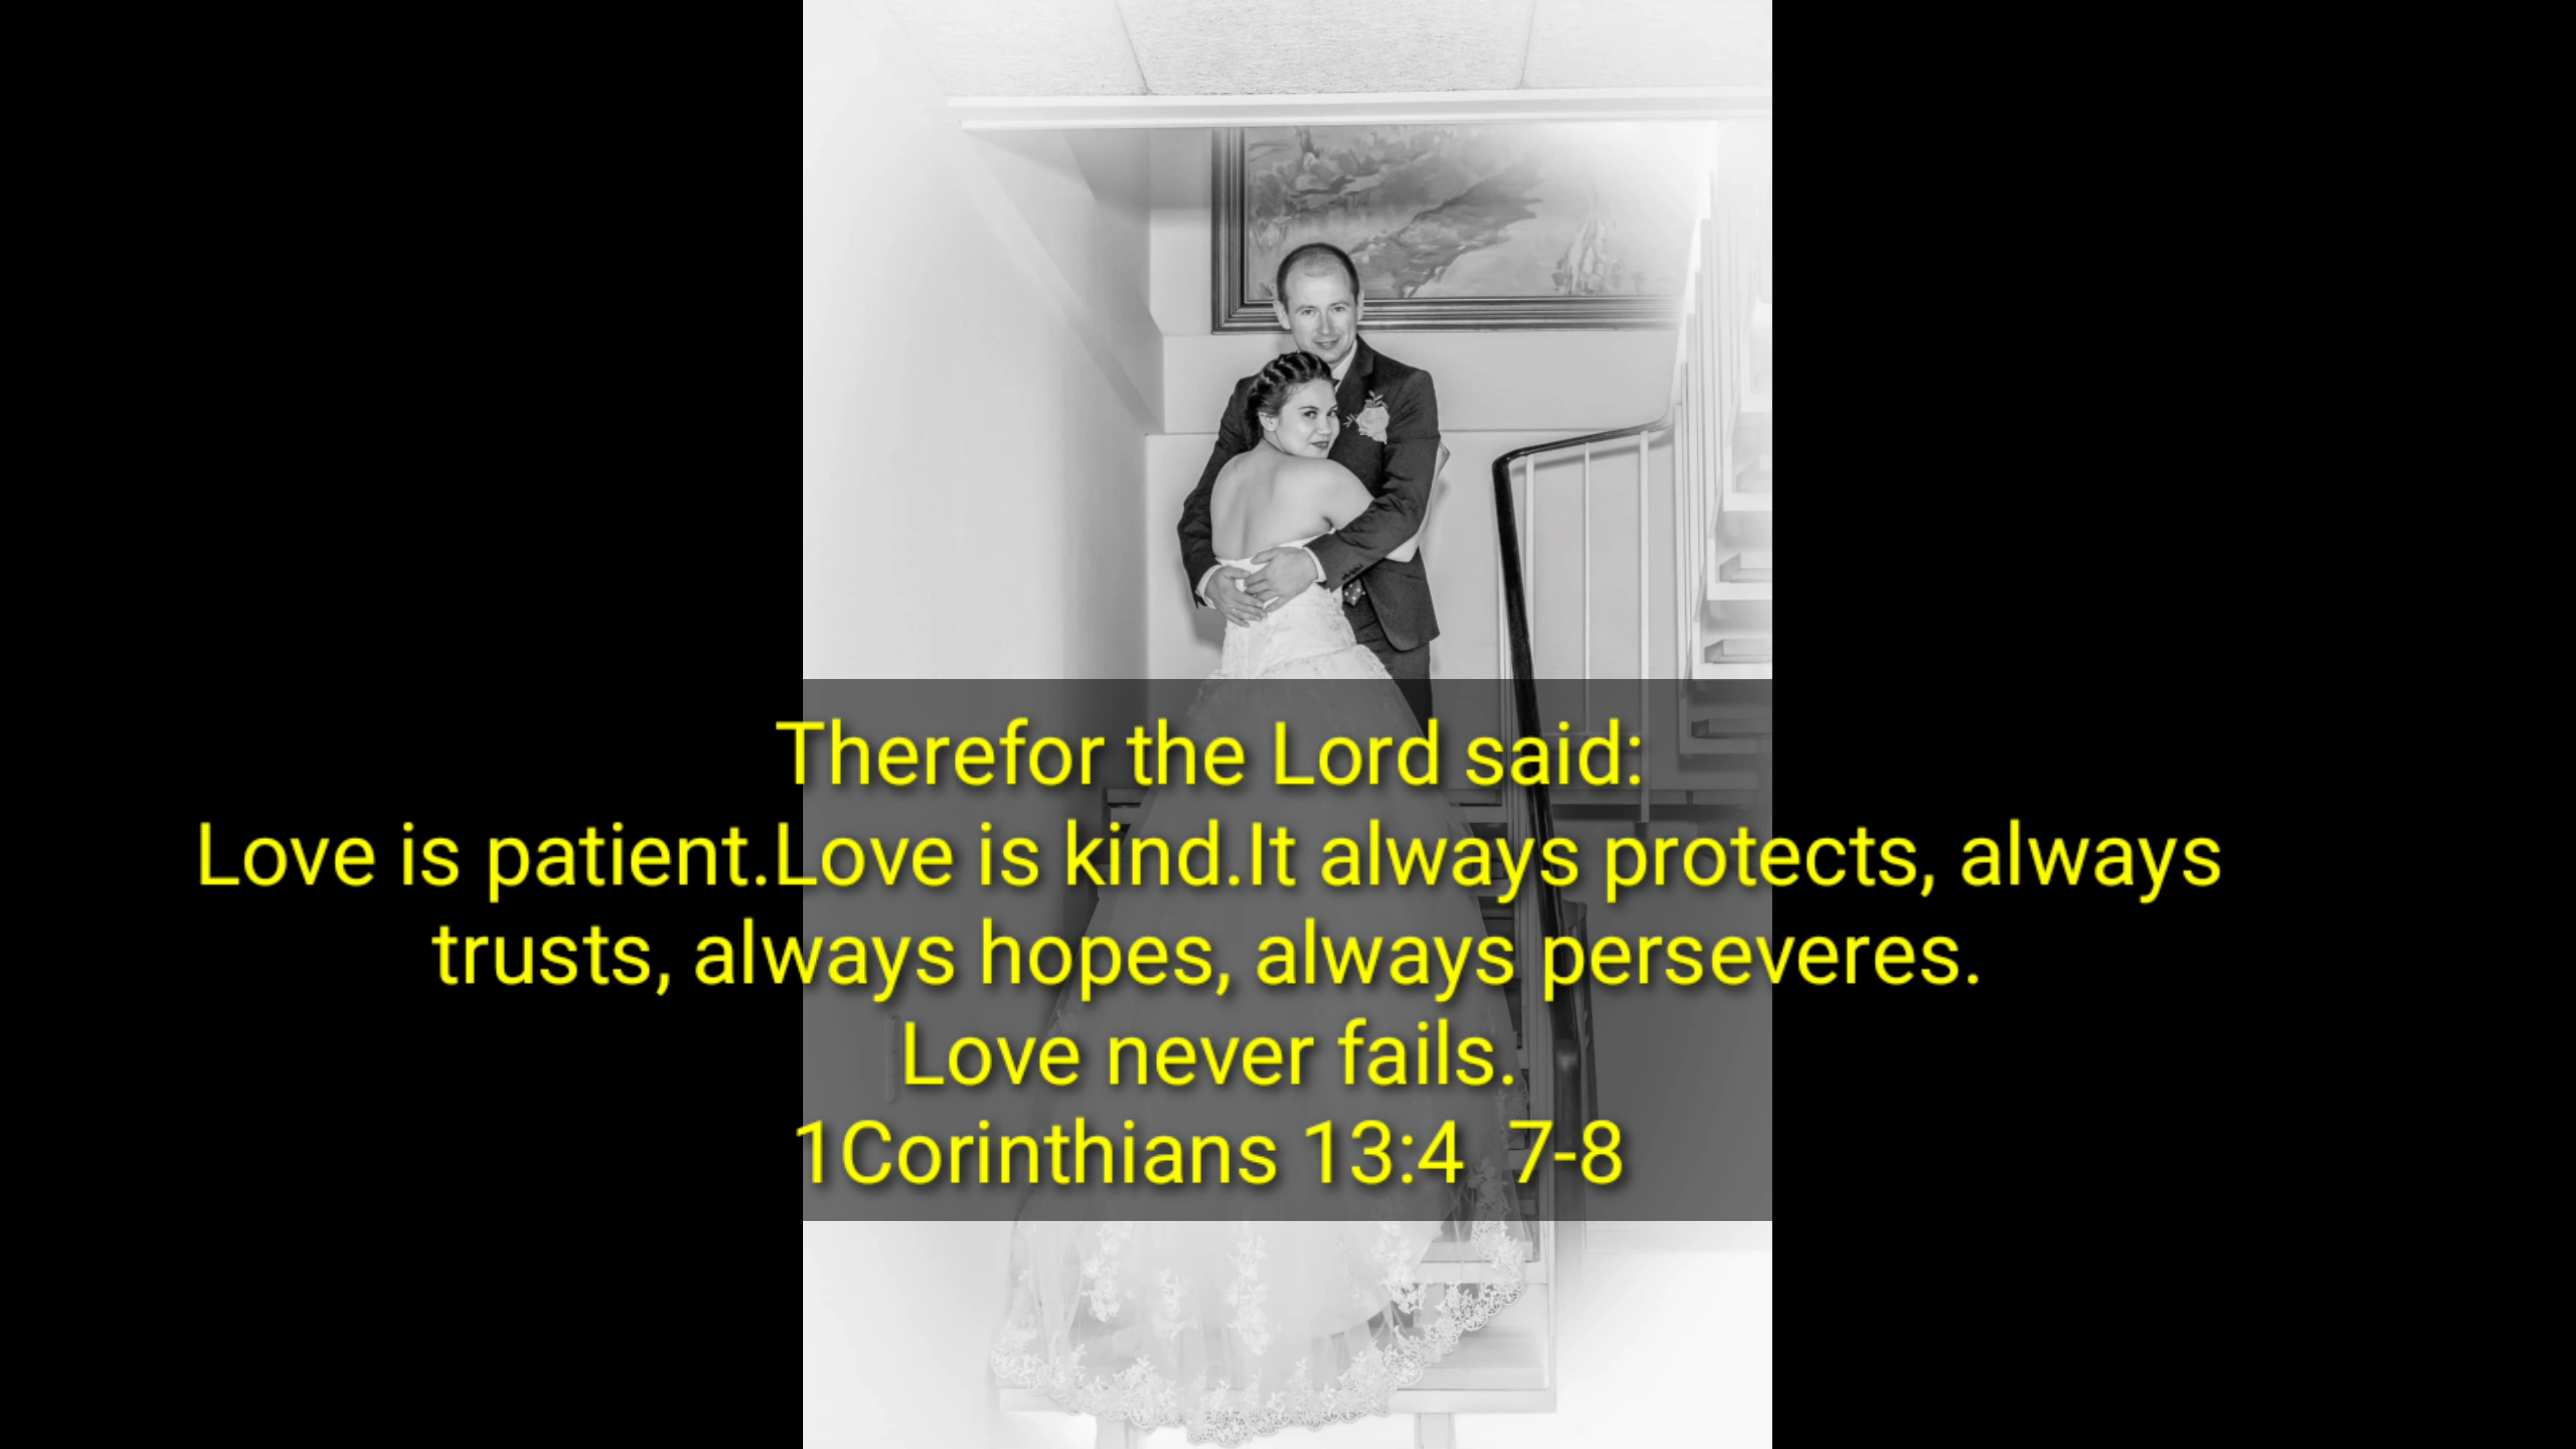 Therefor the Lord said:
Love is patient.Love is kind.It always protects, always
trusts, always hopes, always perseveres.
Love never fails.
1Corinthians 13:4  7-8